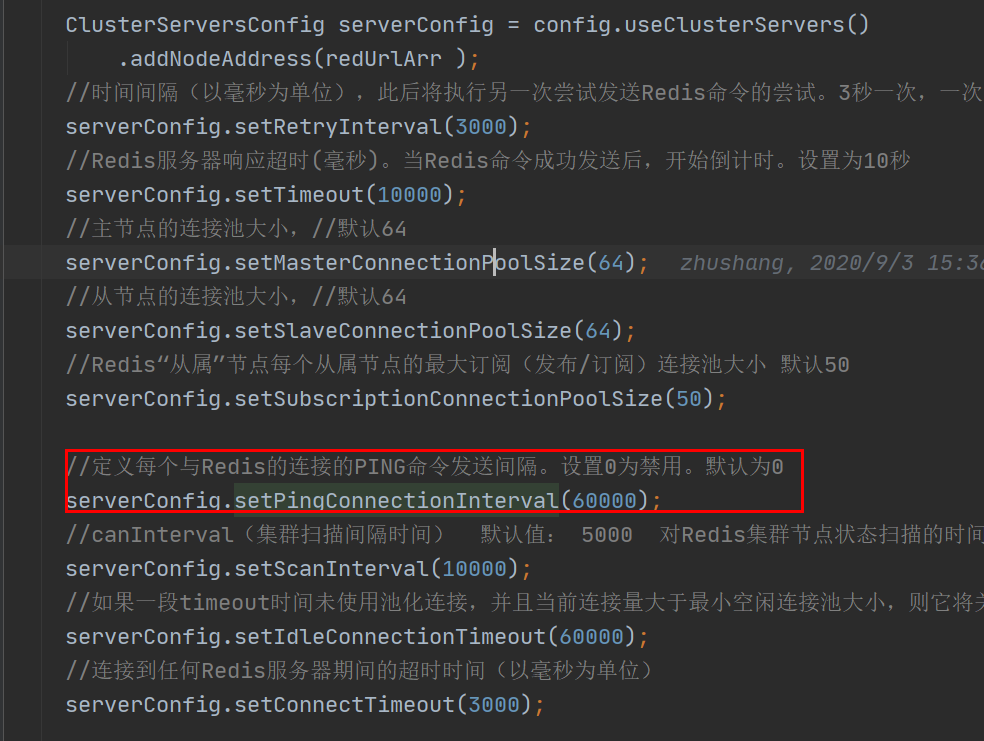 ClusterServersConfig serverConfig = config.useClusterServers()
.addNodeAddress(redUrlArr );
//时间间隔（以毫秒为单位），此后将执行另一次尝试发送Redis命令的尝试。3秒一次，一次
serverConfig.setRetryInterval(3000);
//Redis服务器响应超时(毫秒)。当Redis命令成功发送后，开始倒计时。设置为10秒
serverConfig.setTimeout(10000);
//主节点的连接池大小，//默认64
serverConfig.setMasterConnectionPoolSize(64); zhushang, 2020/9/3 15:36
//从节点的连接池大小，//默认64
serverConfig.setSlaveConnectionPoolSize(64);
//Redis“从属”节点每个从属节点的最大订阅（发布/订阅）连接池大小 默认50
serverConfig.setSubscriptionConnectionPoolSize(50);
//定义每个与Redis的连接的PING命令发送间隔。设置0为禁用。默认为0
serverConfig.setPingConnectionInterval(60000);
//canInterval（集群扫描间隔时间） 默认值： 5000 对Redis集群节点状态扫描的时间
serverConfig.setScanInterval(10000);
//如果一段timeout时间未使用池化连接，并且当前连接量大于最小空闲连接池大小，则它将关
serverConfig.setIdleConnectionTimeout(60000);
//连接到任何Redis服务器期间的超时时间（以毫秒为单位）
serverConfig.setConnectTimeout(3000);